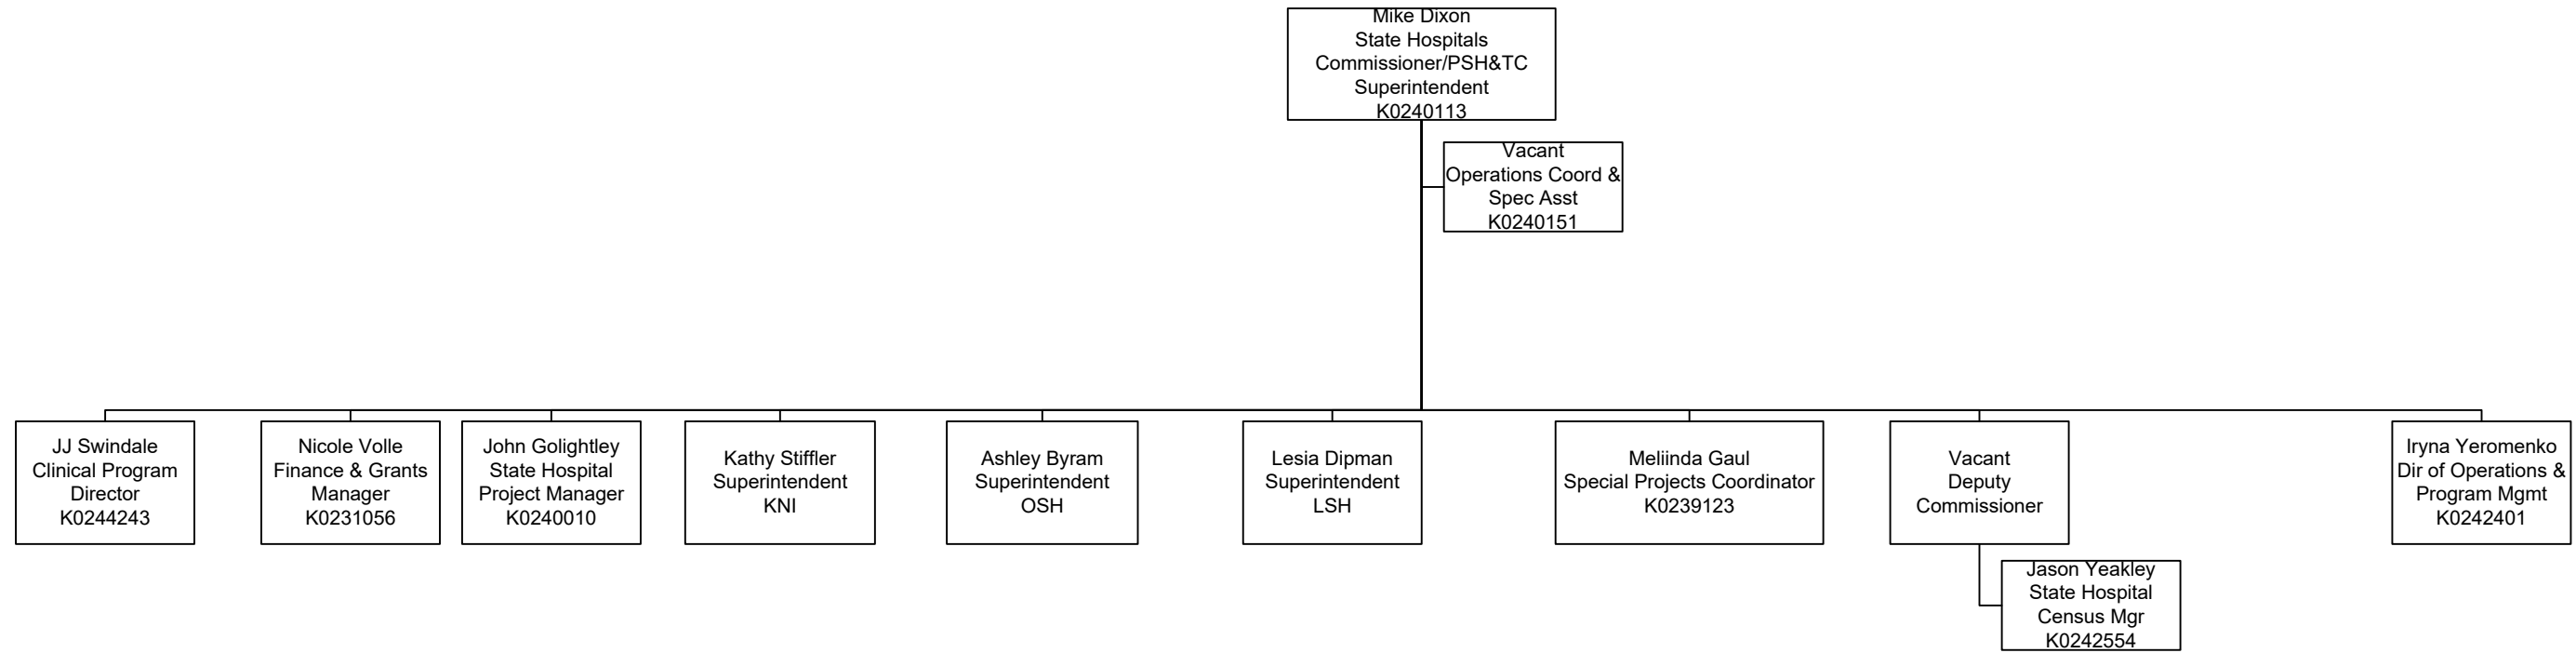 Mike Dixon
State Hospitals
Commissioner/PSH&TC
Superintendent
K0240113
Vacant
Operations Coord &
Spec Asst
K0240151
JJ Swindale
Clinical Program
Director
K0244243
Nicole Volle
Finance & Grants
Manager
K0231056
John Golightley
State Hospital
Project Manager
K0240010
Kathy Stiffler
Superintendent
KNI
Ashley Byram
Superintendent
OSH
Lesia Dipman
Superintendent
LSH
Meliinda Gaul
Special Projects Coordinator
K0239123
Vacant
Deputy
Commissioner
Iryna Yeromenko
Dir of Operations &
Program Mgmt
K0242401
Jason Yeakley
State Hospital
Census Mgr
K0242554